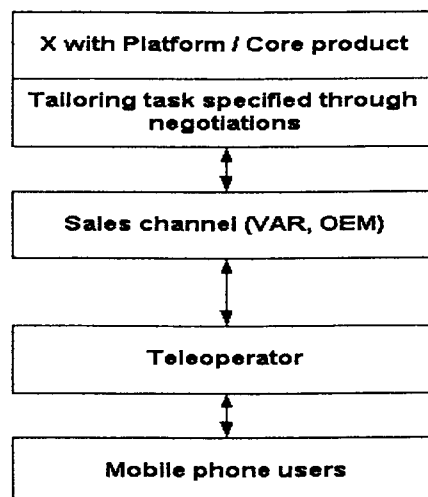 X with Platform / Core product
Tailoring task specified through
negotiations
Sales channel (VAR, OEM)
Teleoperator
Mobile phone users